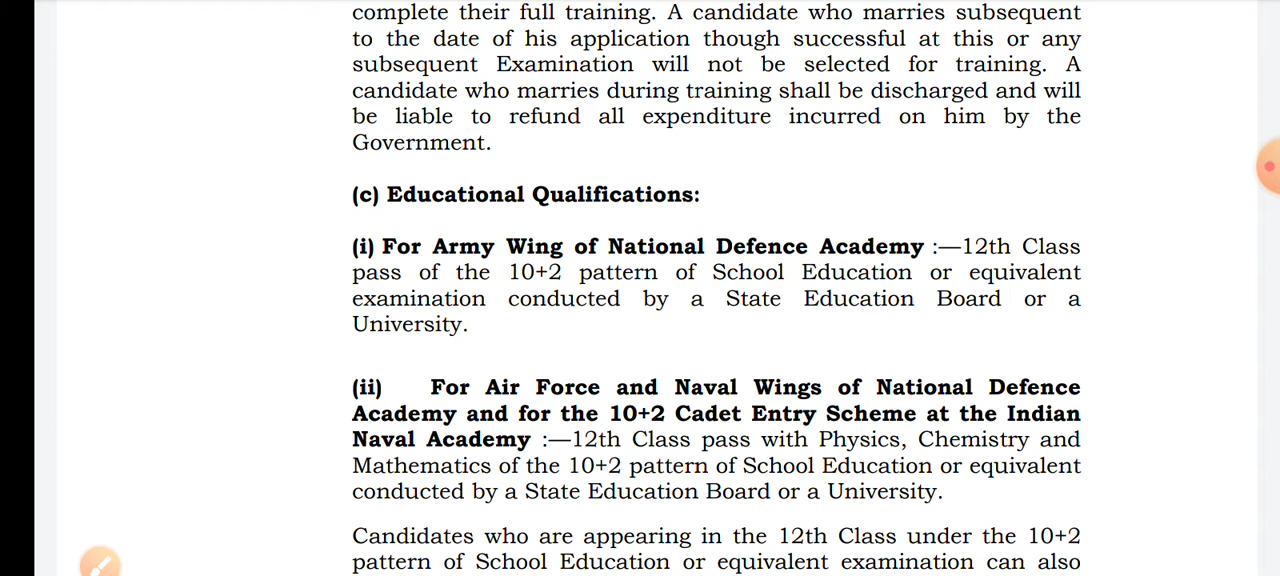 complete their full training. A candidate who marries subsequent
to the date of his application though successful at this or any
subsequent Examination will not be selected for training. A
candidate who marries during training shall be discharged and will
be liable to refund all expenditure incurred on him by the
Government.
(c) Educational Qualifications:
(i) For Army Wing of National Defence Academy :—12th Class
pass of the 10+2 pattern of School Education or equivalent
examination conducted by a State Education Board or a
University.
(ii) For Air Force and Naval Wings of National Defence
Academy and for the 10+2 Cadet Entry Scheme at the Indian
Naval Academy :—12th Class pass with Physics, Chemistry and
Mathematics of the 10+2 pattern of School Education or equivalent
conducted by a State Education Board or a University.
Candidates who are appearing in the 12th Class under the 10+2
pattern of School Education or equivalent examination can also